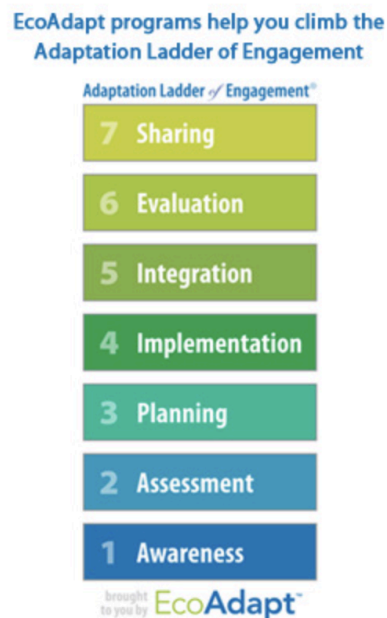 EcoAdapt programs help you climb the
Adaptation Ladder of Engagement
Adaptation Ladder of Engagement®
7 Sharing
6 Evaluation
5 Integration
4 Implementation
3 Planning
2 Assessment
1 Awareness
brought
to you by EcoAdapt™